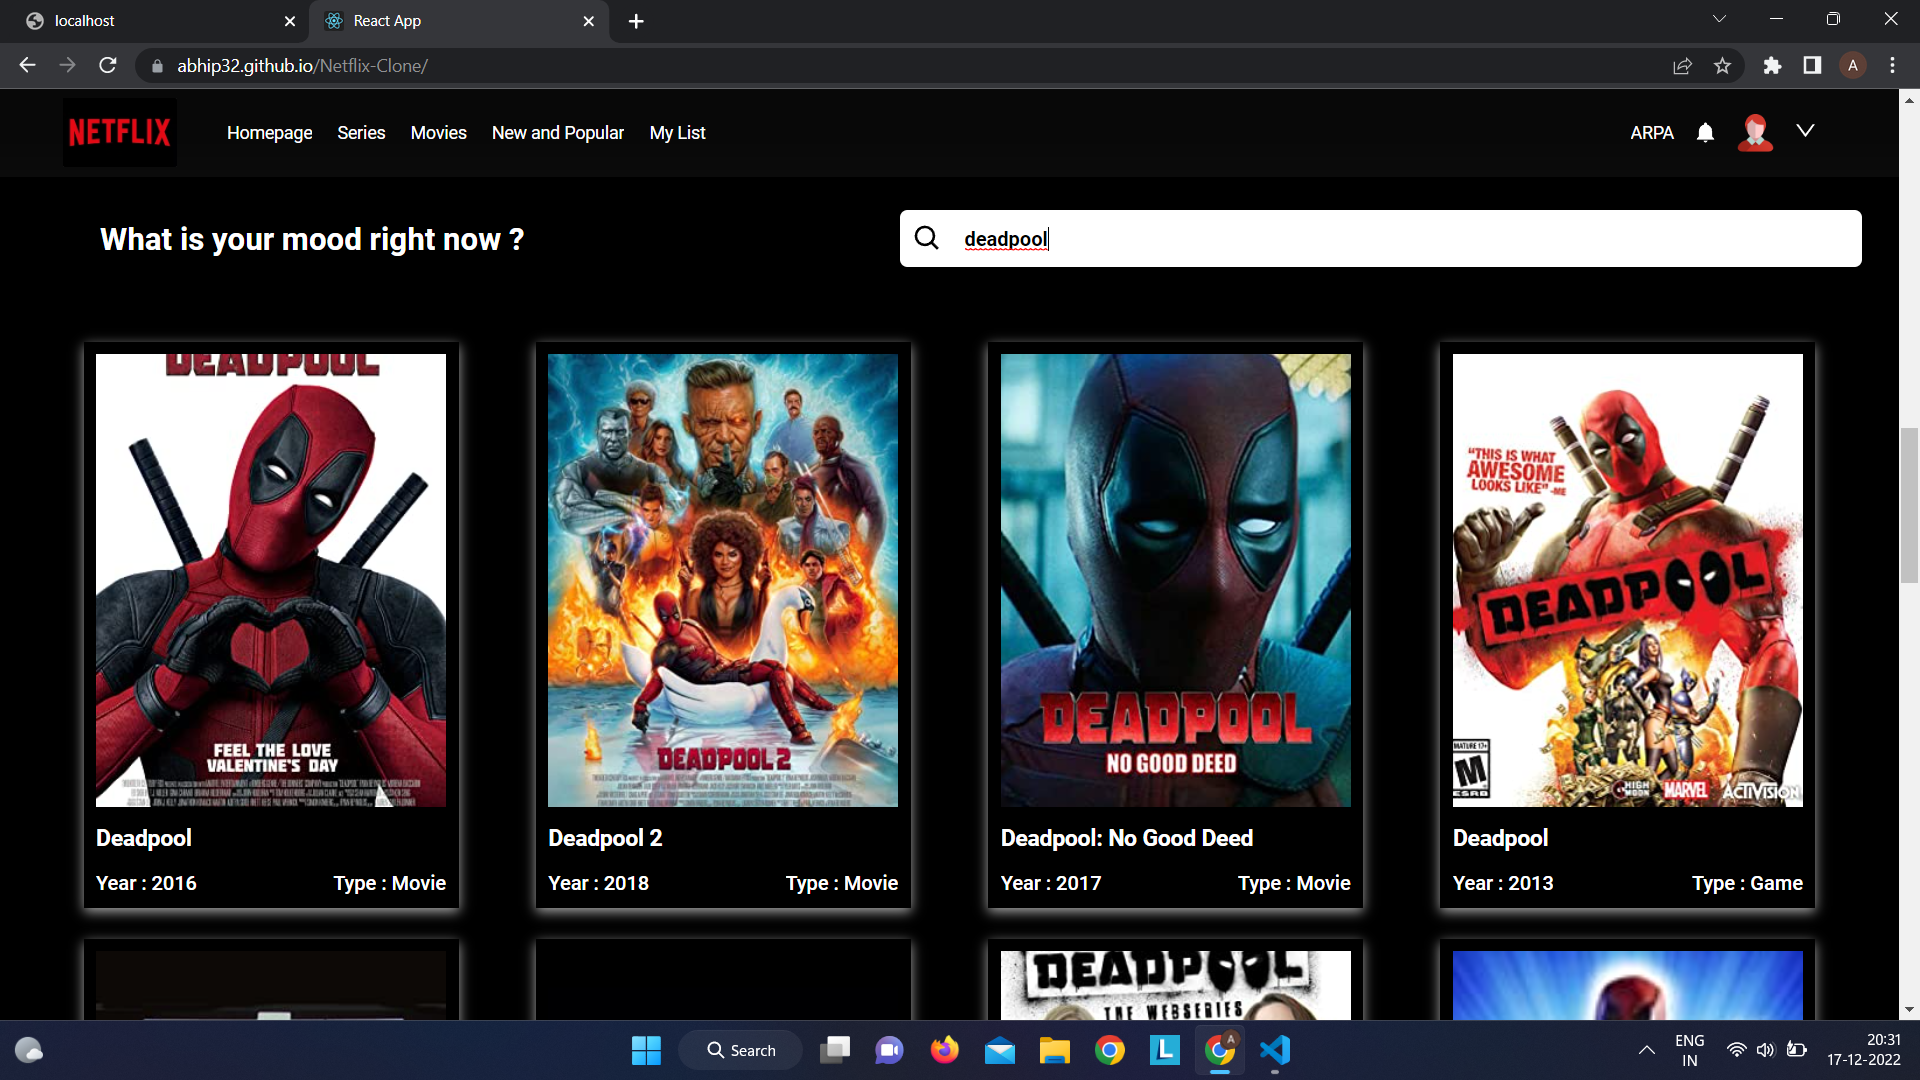 localhost
React App
abhip32.github.io/Netflix-Clone/
A
NETFLIX
Homepage
Series
Movies
New and Popular
My List
ARPA
What is your mood right now ?
deadpool
DEADPOOL
FEEL THE LOVE
VALENTINE'S DAY
DEADPOOL 2
DEADPOOL
NO GOOD DEED
"THIS IS WHAT
AWESOME
LOOKS LIKE" -ME
DEADPOOL
MATURE 17+
M
ESRB
HIGH
MOON
MARVEL
ACTIVISION
Deadpool
Year : 2016
Type : Movie
Deadpool 2
Year : 2018
Type : Movie
Deadpool: No Good Deed
Year : 2017
Type : Movie
Deadpool
Year : 2013
Type : Game
DEADPOOL
THE WEBSERIES
Search
L
A
ENG
IN
20:31
17-12-2022